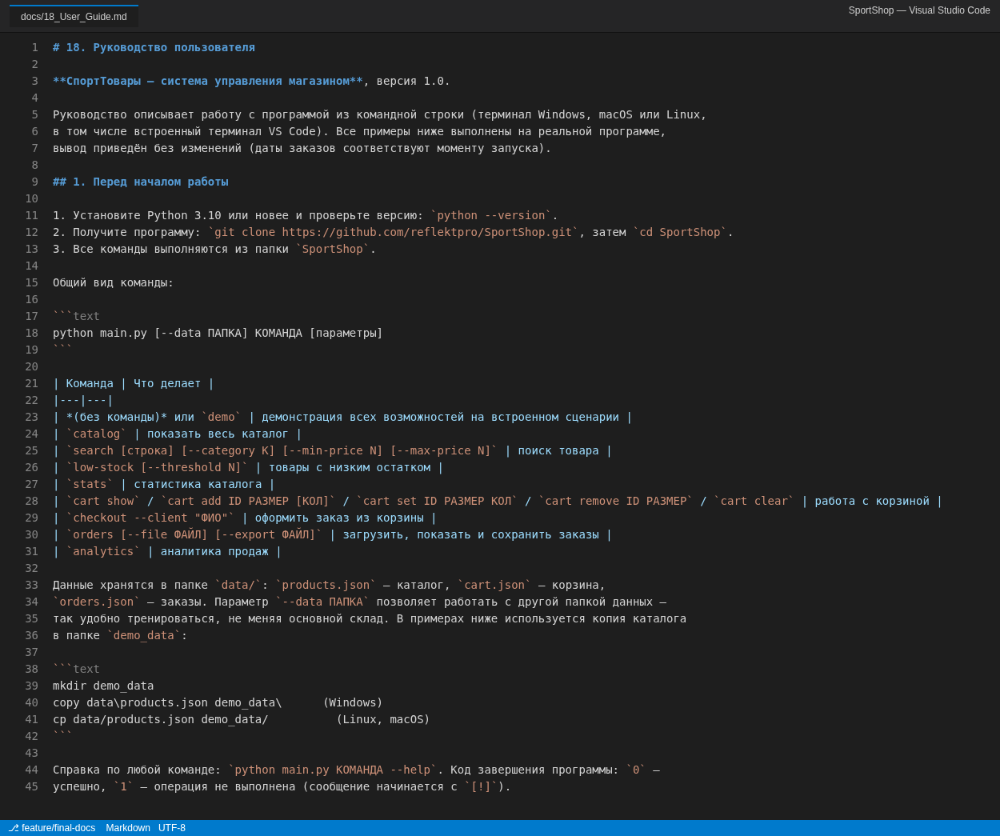 docs/18_User_Guide.md
SportShop — Visual Studio Code
1 # 18. Руководство пользователя
2
3 **СпортТовары — система управления магазином**, версия 1.0.
4
5 Руководство описывает работу с программой из командной строки (терминал Windows, macOS или Linux,
6 в том числе встроенный терминал VS Code). Все примеры ниже выполнены на реальной программе,
7 вывод приведён без изменений (даты заказов соответствуют моменту запуска).
8
9 ## 1. Перед началом работы
10
11 1. Установите Python 3.10 или новее и проверьте версию: `python --version`.
12 2. Получите программу: `git clone https://github.com/reflektpro/SportShop.git`, затем `cd SportShop`.
13 3. Все команды выполняются из папки `SportShop`.
14
15 Общий вид команды:
16
17 ```text
18 python main.py [--data ПАПКА] КОМАНДА [параметры]
19 ```
20
21 | Команда | Что делает |
22 |---|---|
23 | *(без команды)* или `demo` | демонстрация всех возможностей на встроенном сценарии |
24 | `catalog` | показать весь каталог |
25 | `search [строка] [--category К] [--min-price N] [--max-price N]` | поиск товара |
26 | `low-stock [--threshold N]` | товары с низким остатком |
27 | `stats` | статистика каталога |
28 | `cart show` / `cart add ID РАЗМЕР [КОЛ]` / `cart set ID РАЗМЕР КОЛ` / `cart remove ID РАЗМЕР` / `cart clear` | работа с корзиной |
29 | `checkout --client "ФИО"` | оформить заказ из корзины |
30 | `orders [--file ФАЙЛ] [--export ФАЙЛ]` | загрузить, показать и сохранить заказы |
31 | `analytics` | аналитика продаж |
32
33 Данные хранятся в папке `data/`: `products.json` — каталог, `cart.json` — корзина,
34 `orders.json` — заказы. Параметр `--data ПАПКА` позволяет работать с другой папкой данных —
35 так удобно тренироваться, не меняя основной склад. В примерах ниже используется копия каталога
36 в папке `demo_data`:
37
38 ```text
39 mkdir demo_data
40 copy data\products.json demo_data\      (Windows)
41 cp data/products.json demo_data/          (Linux, macOS)
42 ```
43
44 Справка по любой команде: `python main.py КОМАНДА --help`. Код завершения программы: `0` —
45 успешно, `1` — операция не выполнена (сообщение начинается с `[!]`).
⎇ feature/final-docs Markdown UTF-8